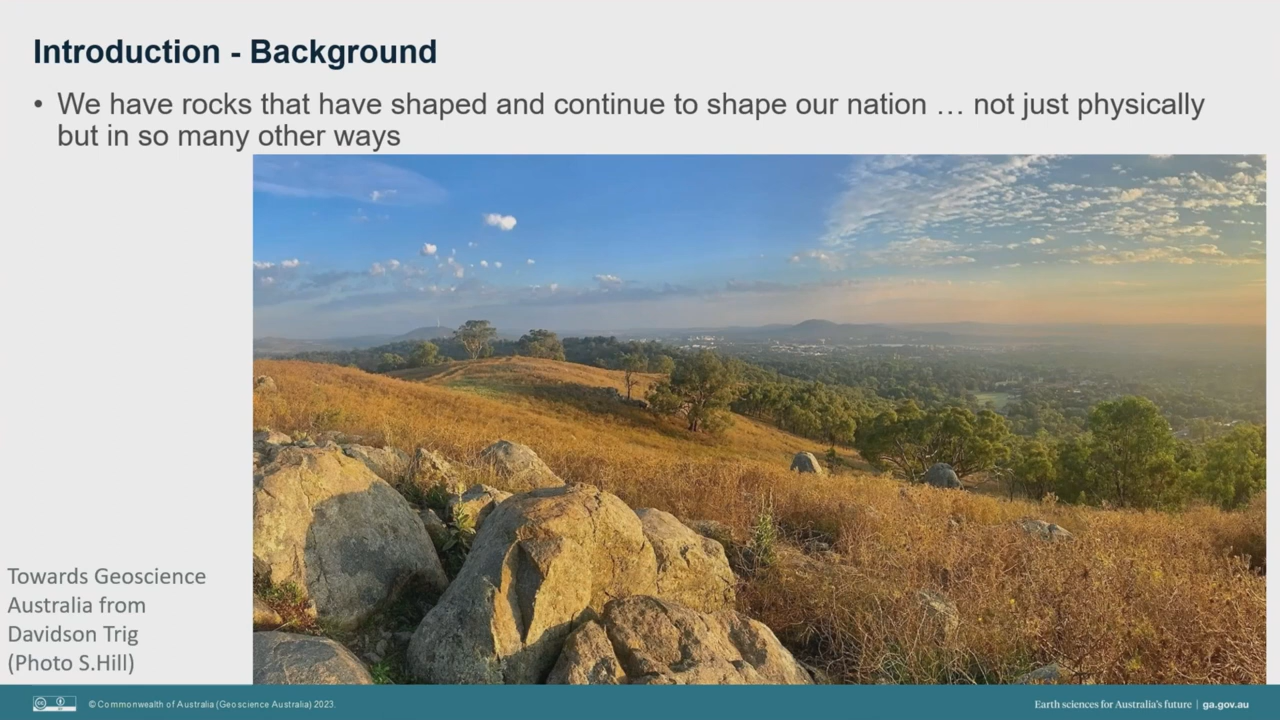 Introduction - Background
• We have rocks that have shaped and continue to shape our nation … not just physically
but in so many other ways
Towards Geoscience
Australia from
Davidson Trig
(Photo S.Hill)
© Commonwealth of Australia (Geoscience Australia) 2023.
Earth sciences for Australia's future | ga.gov.au